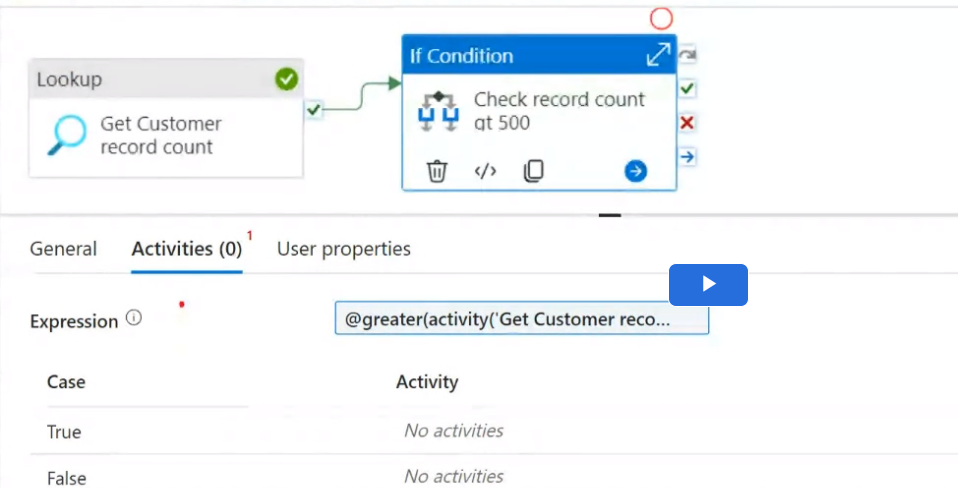 If Condition
Lookup
Check record count
gt 500
Get Customer
record count
</>
General
Activities (0)
1
User properties
Expression
@greater(activity('Get Customer reco...
Case
Activity
True
No activities
False
No activities